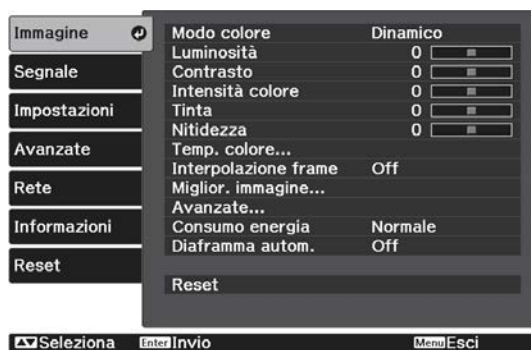 Immagine
Segnale
Impostazioni
Avanzate
Rete
Informazioni
Reset
Modo colore Dinamico
Luminosità 0
Contrasto 0
Intensità colore 0
Tinta 0
Nitidezza 0
Temp. colore...
Interpolazione frame Off
Miglior. immagine...
Avanzate...
Consumo energia Normale
Diaframma autom. Off
Reset
Seleziona Enter Invio Menu Esci